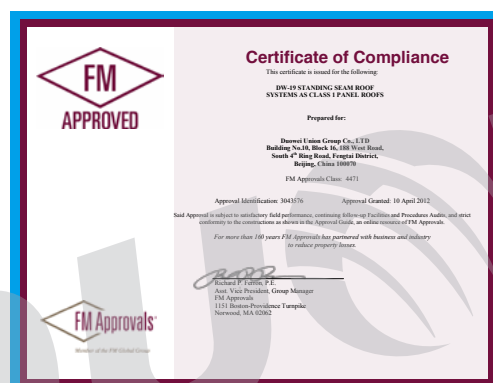 FM
APPROVED
Certificate of Compliance
This certificate is issued for the following:
DW-19 STANDING SEAM ROOF
SYSTEMS AS CLASS 1 PANEL ROOFS
Prepared for:
Duowei Union Group Co., LTD
Building No.10, Block 16, 188 West Road,
South 4th Ring Road, Fengtai District,
Beijing, China 100070
FM Approvals Class: 4471
Approval Identification: 3043576 Approval Granted: 10 April 2012
Said Approval is subject to satisfactory field performance, continuing follow-up Facilities and Procedures Audits, and strict
conformity to the constructions as shown in the Approval Guide, an online resource of FM Approvals.
For more than 160 years FM Approvals has partnered with business and industry
to reduce property losses.
Richard P. Ferron, P.E.
Asst. Vice President, Group Manager
FM Approvals
1151 Boston-Providence Turnpike
Norwood, MA 02062
FM Approvals
Member of the FM Global Group